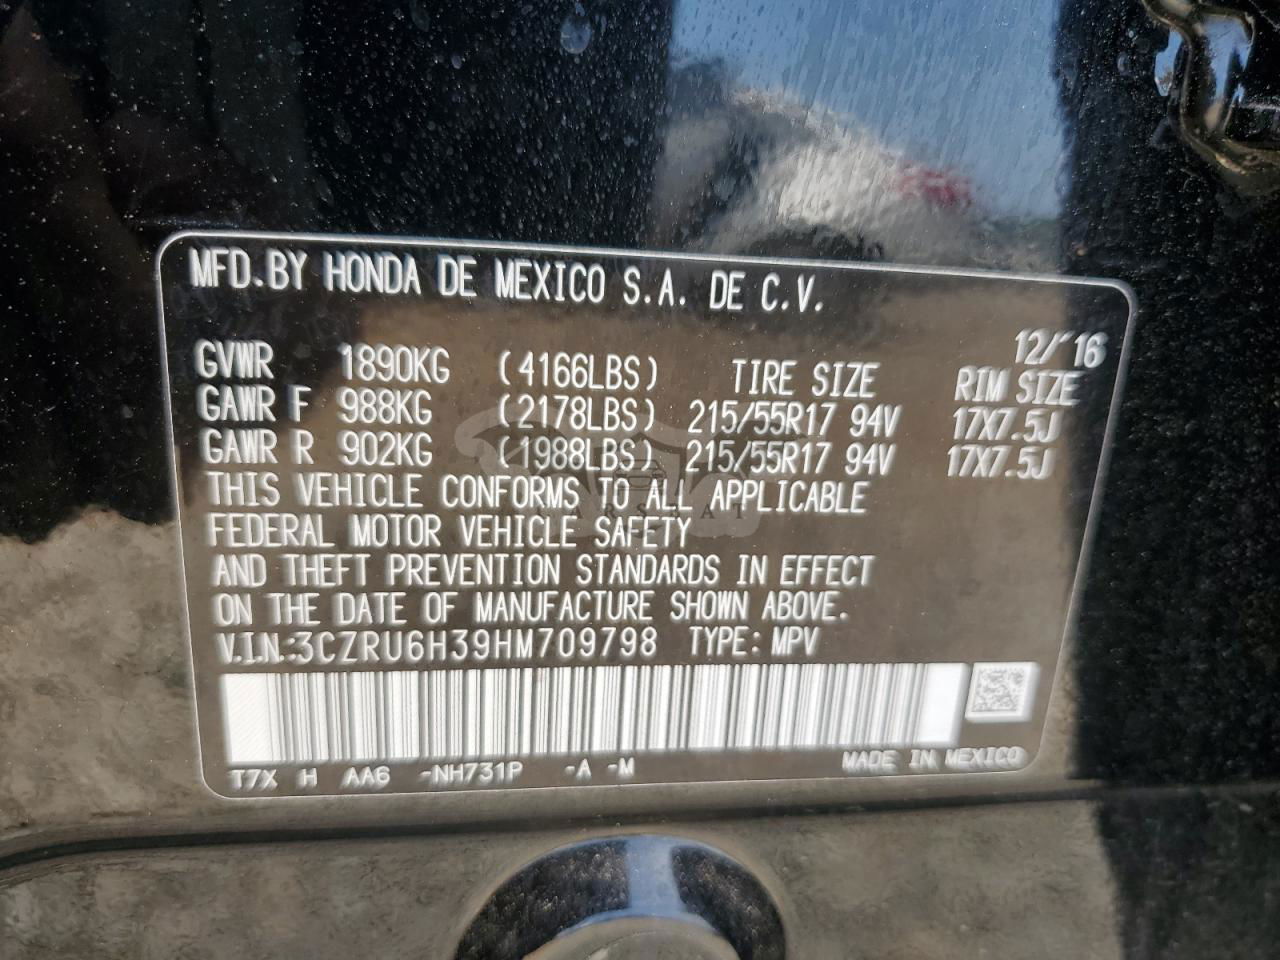 MFD.BY HONDA DE MEXICO S.A. DE C.V.
12/'16
GVWR 1890KG (4166LBS) TIRE SIZE RIM SIZE
GAWR F 988KG (2178LBS) 215/55R17 94V 17X7.5J
GAWR R 902KG (1988LBS) 215/55R17 94V 17X7.5J
THIS VEHICLE CONFORMS TO ALL APPLICABLE
FEDERAL MOTOR VEHICLE SAFETY
AND THEFT PREVENTION STANDARDS IN EFFECT
ON THE DATE OF MANUFACTURE SHOWN ABOVE.
V.I.N.:3CZRU6H39HM709798 TYPE: MPV
T7X H AA6 -NH731P -A -M MADE IN MEXICO